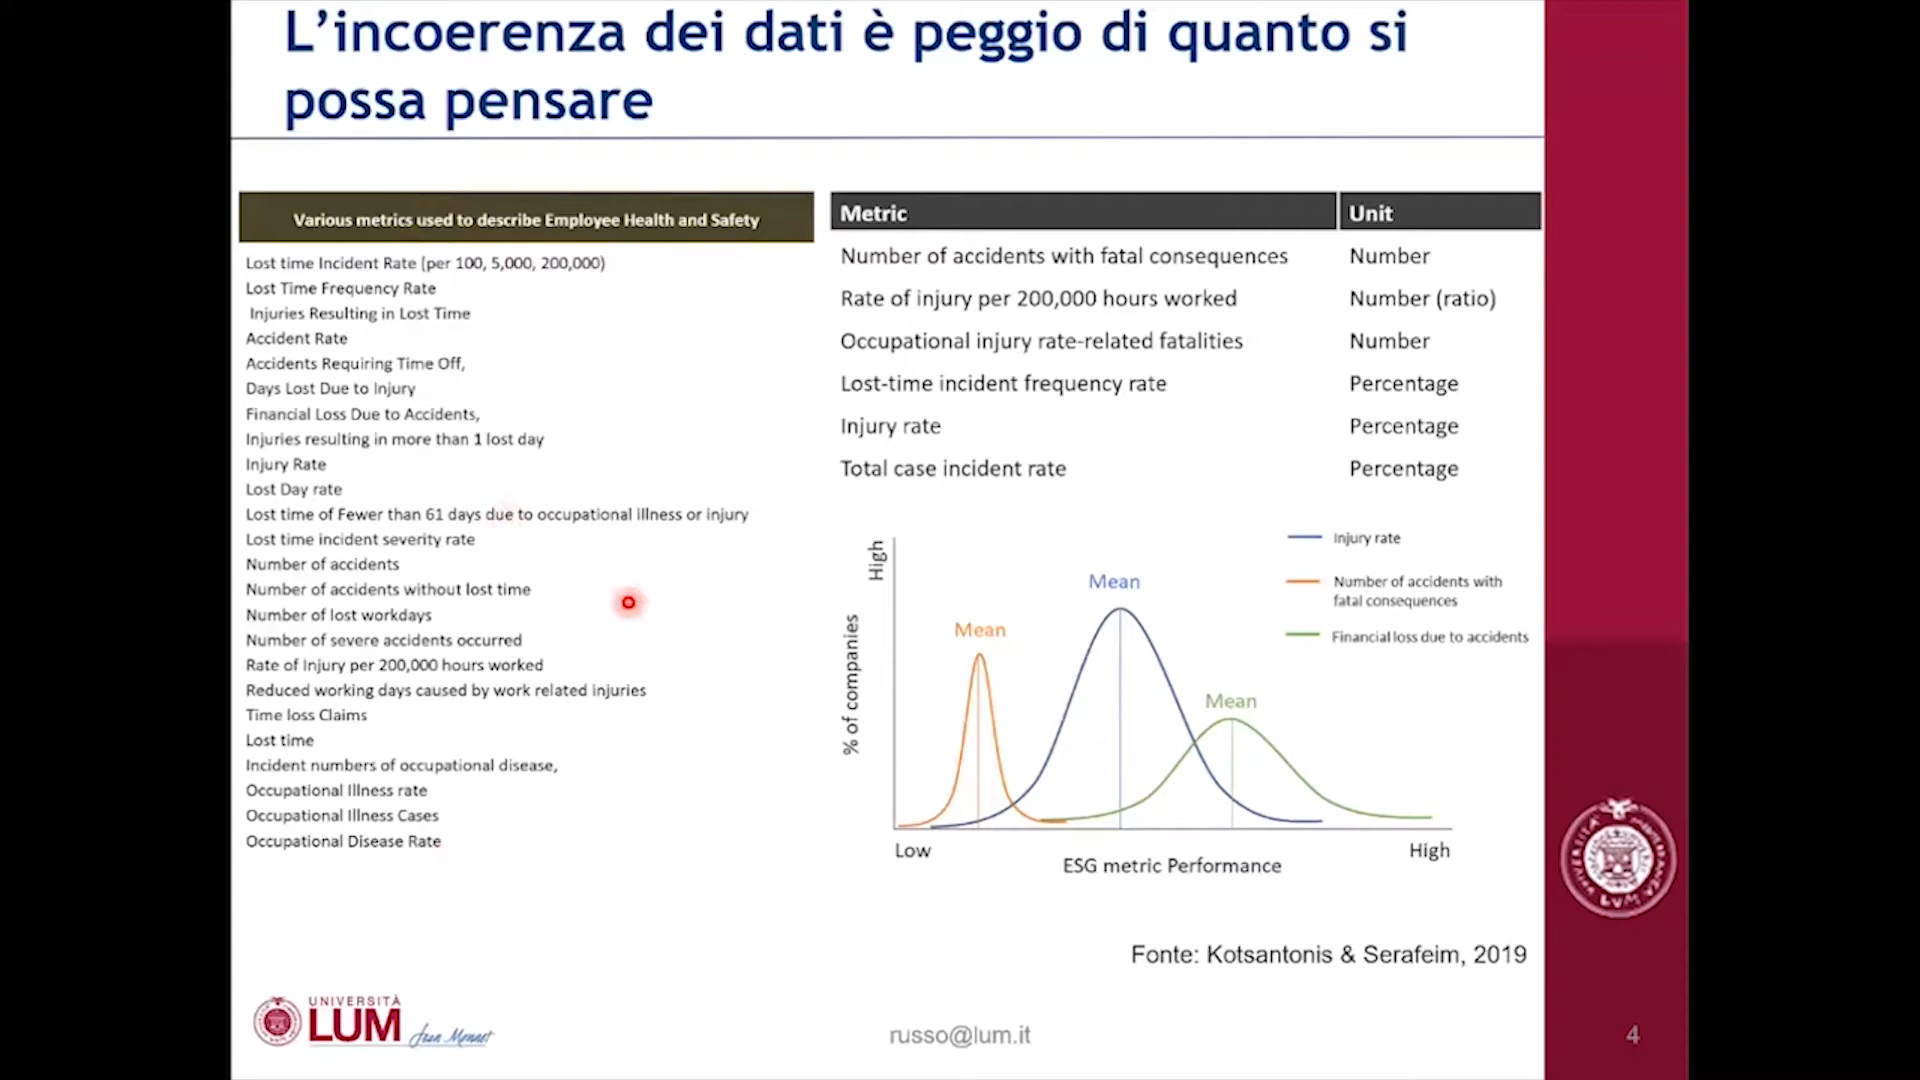 L’incoerenza dei dati è peggio di quanto si
possa pensare
Various metrics used to describe Employee Health and Safety
Lost time Incident Rate (per 100, 5,000, 200,000)
Lost Time Frequency Rate
Injuries Resulting in Lost Time
Accident Rate
Accidents Requiring Time Off,
Days Lost Due to Injury
Financial Loss Due to Accidents,
Injuries resulting in more than 1 lost day
Injury Rate
Lost Day rate
Lost time of Fewer than 61 days due to occupational illness or injury
Lost time incident severity rate
Number of accidents
Number of accidents without lost time
Number of lost workdays
Number of severe accidents occurred
Rate of Injury per 200,000 hours worked
Reduced working days caused by work related injuries
Time loss Claims
Lost time
Incident numbers of occupational disease,
Occupational Illness rate
Occupational Illness Cases
Occupational Disease Rate
Metric Unit
Number of accidents with fatal consequences Number
Rate of injury per 200,000 hours worked Number (ratio)
Occupational injury rate-related fatalities Number
Lost-time incident frequency rate Percentage
Injury rate Percentage
Total case incident rate Percentage
High
% of companies
Mean
Mean
Mean
Injury rate
Number of accidents with
fatal consequences
Financial loss due to accidents
Low
High
ESG metric Performance
Fonte: Kotsantonis & Serafeim, 2019
UNIVERSITÀ
LUM
Jean Monnet
russo@lum.it
4
LUM